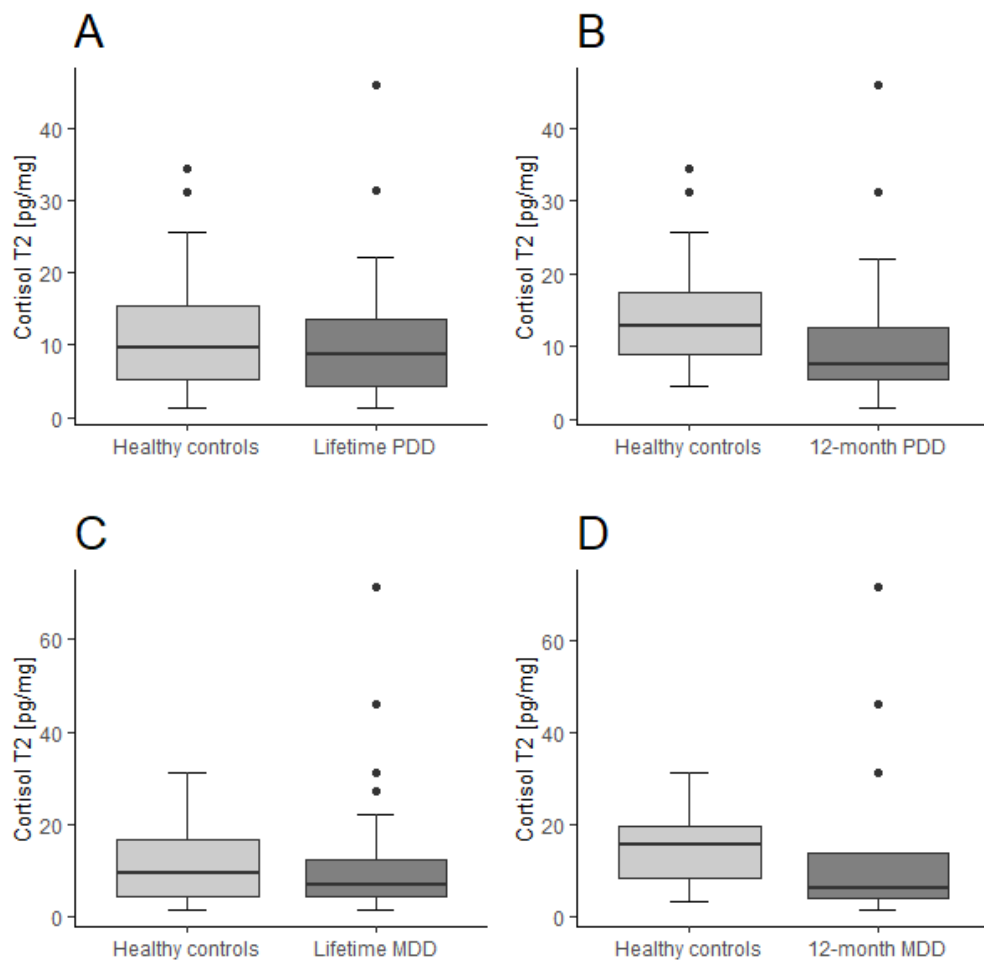 A
B
Cortisol T2 [pg/mg]
40
30
20
10
0
Healthy controls
Lifetime PDD
Cortisol T2 [pg/mg]
40
30
20
10
0
Healthy controls
12-month PDD
C
D
Cortisol T2 [pg/mg]
60
40
20
0
Healthy controls
Lifetime MDD
Cortisol T2 [pg/mg]
60
40
20
0
Healthy controls
12-month MDD